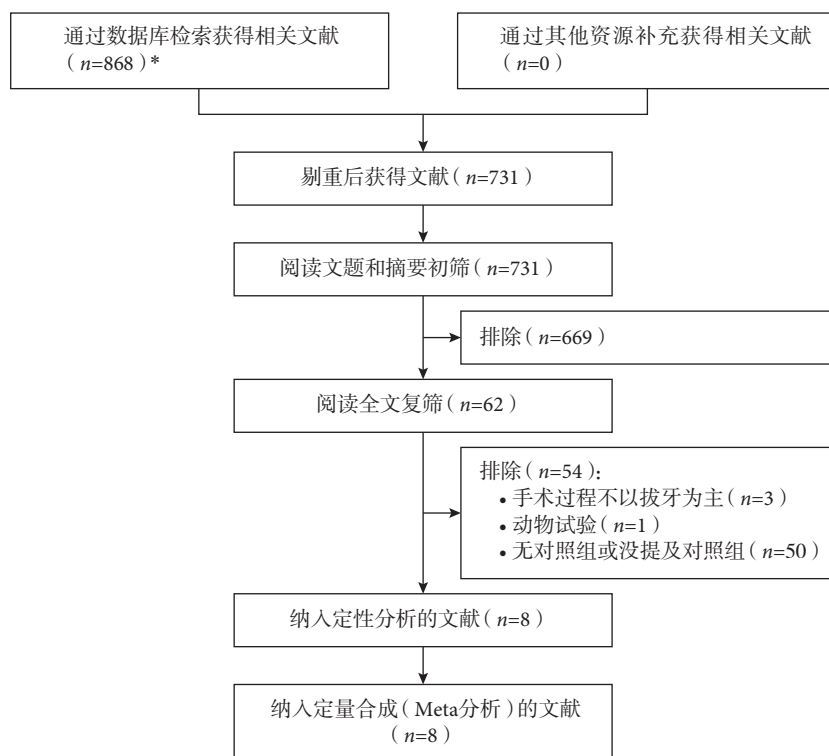 通过数据库检索获得相关文献
（n=868）*
通过其他资源补充获得相关文献
（n=0）
剔重后获得文献（n=731）
阅读文题和摘要初筛（n=731）
排除（n=669）
阅读全文复筛（n=62）
排除（n=54）：
• 手术过程不以拔牙为主（n=3）
• 动物试验（n=1）
• 无对照组或没提及对照组（n=50）
纳入定性分析的文献（n=8）
纳入定量合成（Meta分析）的文献
（n=8）